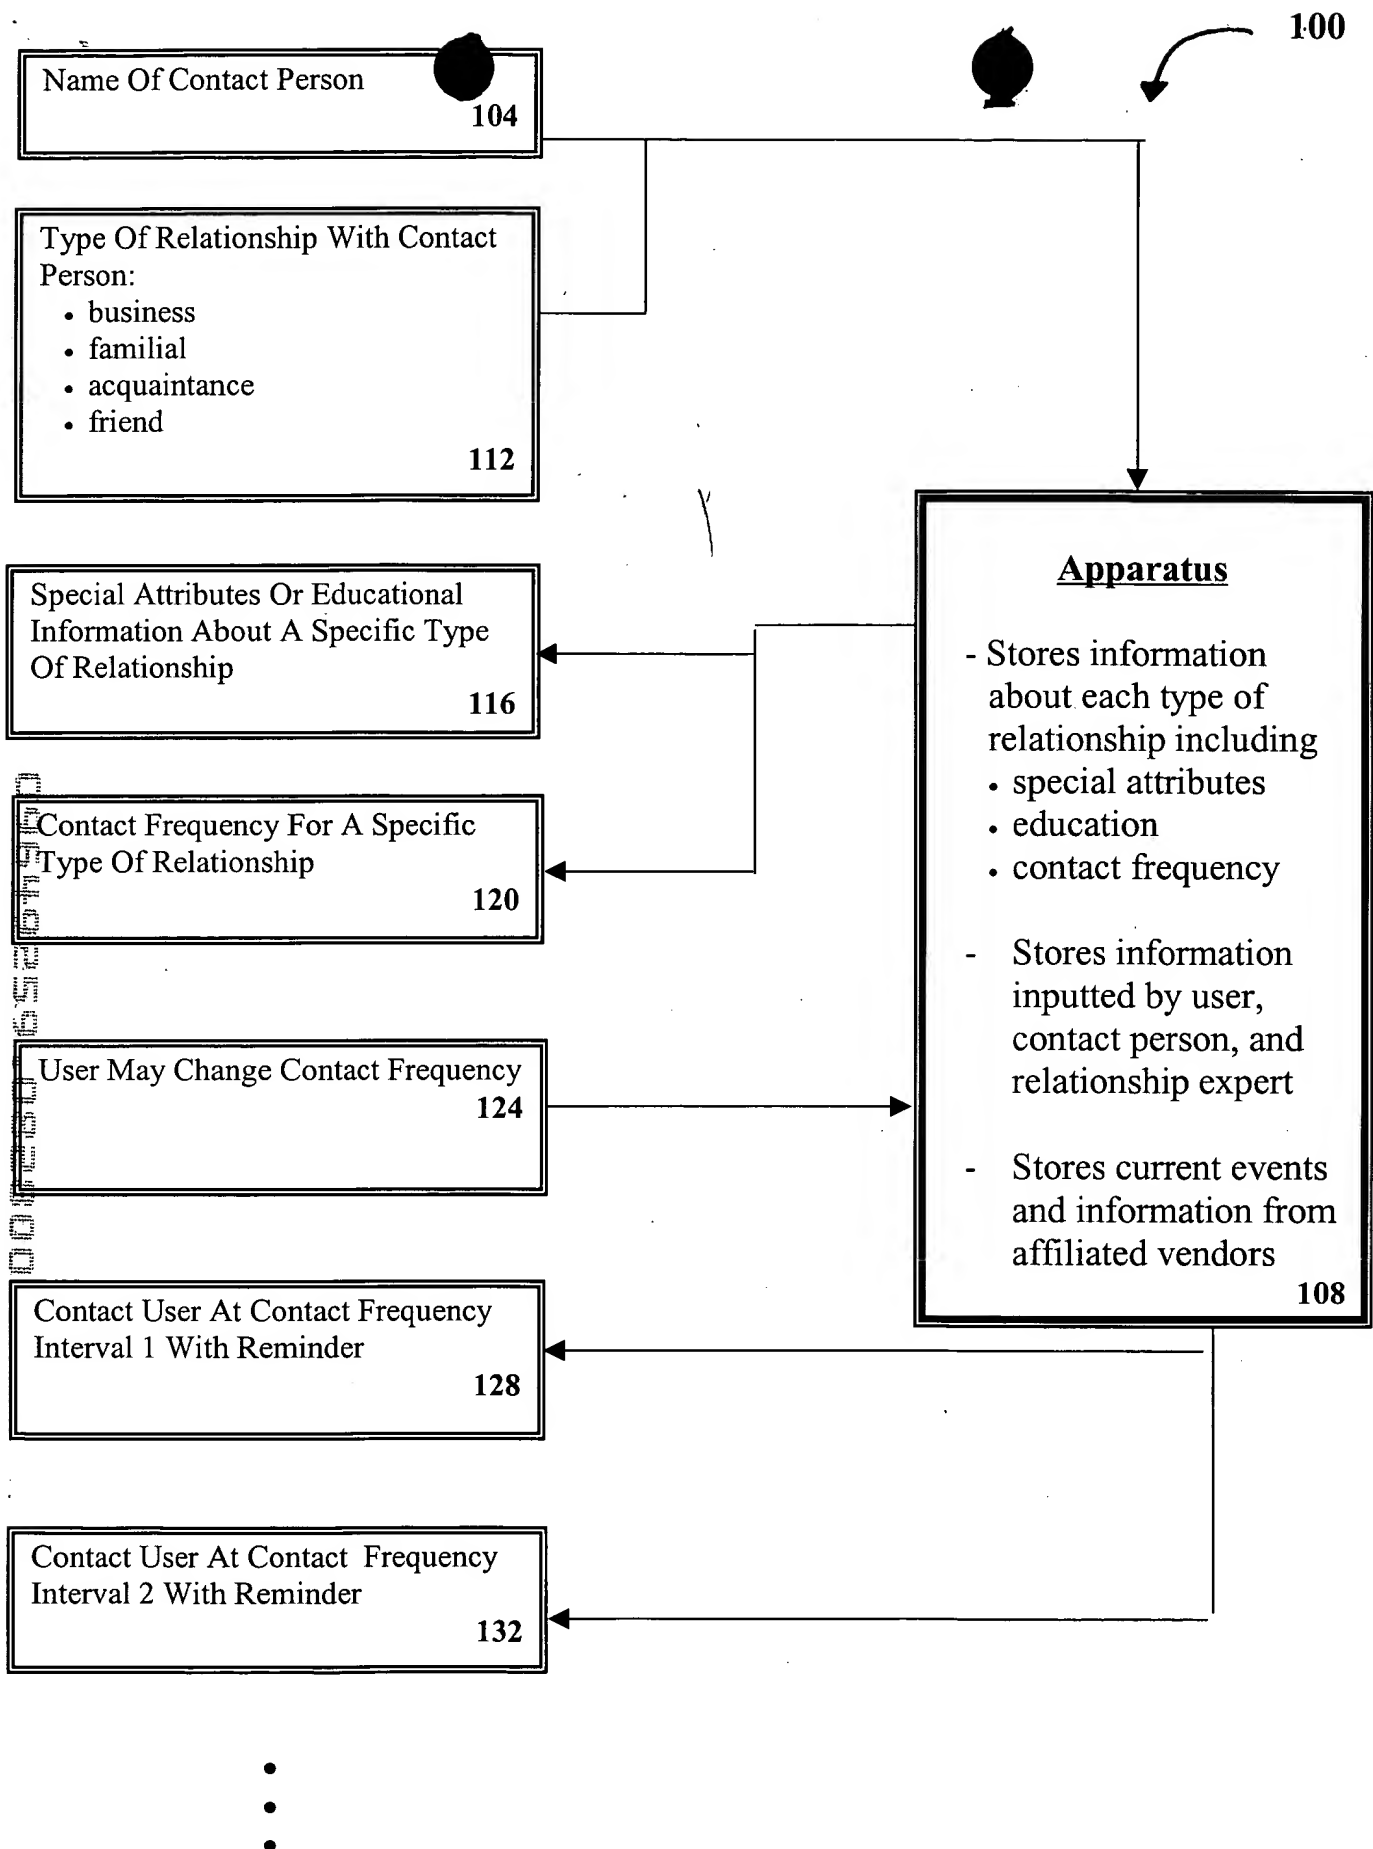 100
Name Of Contact Person
104
Type Of Relationship With Contact
Person:
• business
• familial
• acquaintance
• friend
112
Special Attributes Or Educational
Information About A Specific Type
Of Relationship
116
Contact Frequency For A Specific
Type Of Relationship
120
User May Change Contact Frequency
124
Contact User At Contact Frequency
Interval 1 With Reminder
128
Contact User At Contact Frequency
Interval 2 With Reminder
132
Apparatus
- Stores information
about each type of
relationship including
• special attributes
• education
• contact frequency
- Stores information
inputted by user,
contact person, and
relationship expert
- Stores current events
and information from
affiliated vendors
108